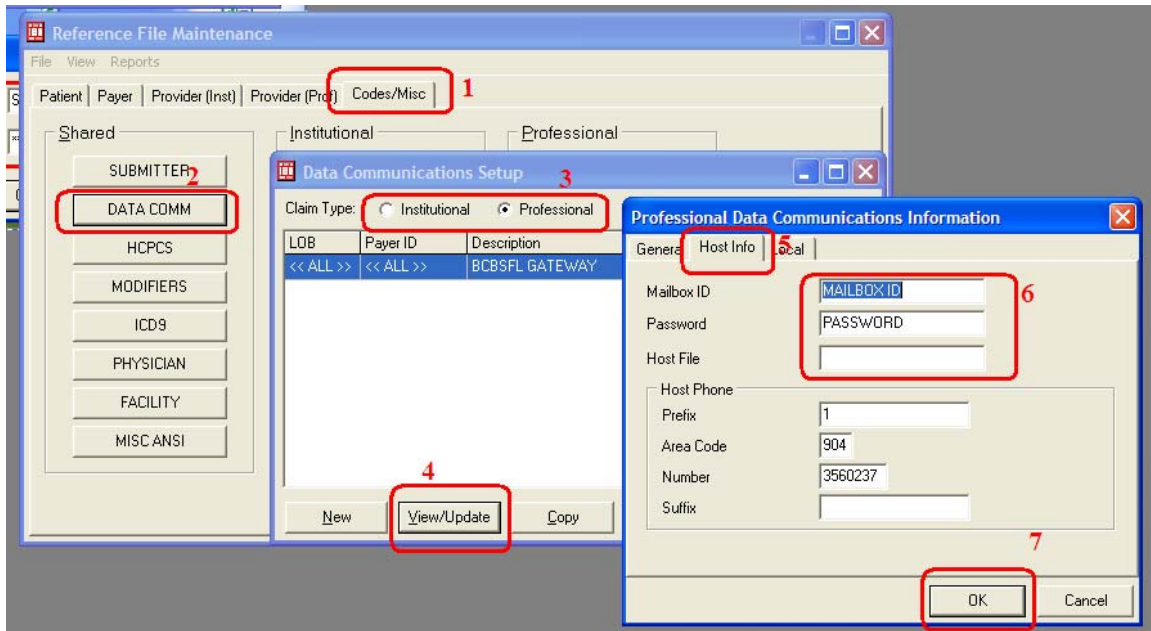 Reference File Maintenance
File View Reports
Patient Payer Provider (Inst) Provider (Prof) Codes/Misc 1
Shared
SUBMITTER
2
DATA COMM
HCPCS
MODIFIERS
ICD9
PHYSICIAN
FACILITY
MISC ANSI
Institutional
Professional
Data Communications Setup
3
Claim Type: Institutional Professional
LOB Payer ID Description
<< ALL >> << ALL >> BCBSFL GATEWAY
4
New View/Update Copy
Professional Data Communications Information
General Host Info 5 Local
Mailbox ID MAILBOX ID
6
Password PASSWORD
Host File
Host Phone
Prefix 1
Area Code 904
Number 3560237
Suffix
7
OK Cancel